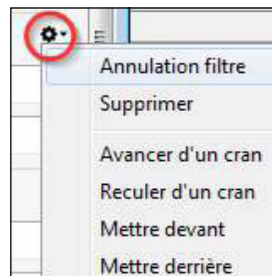 Annulation filtre
Supprimer
Avancer d'un cran
Reculer d'un cran
Mettre devant
Mettre derrière